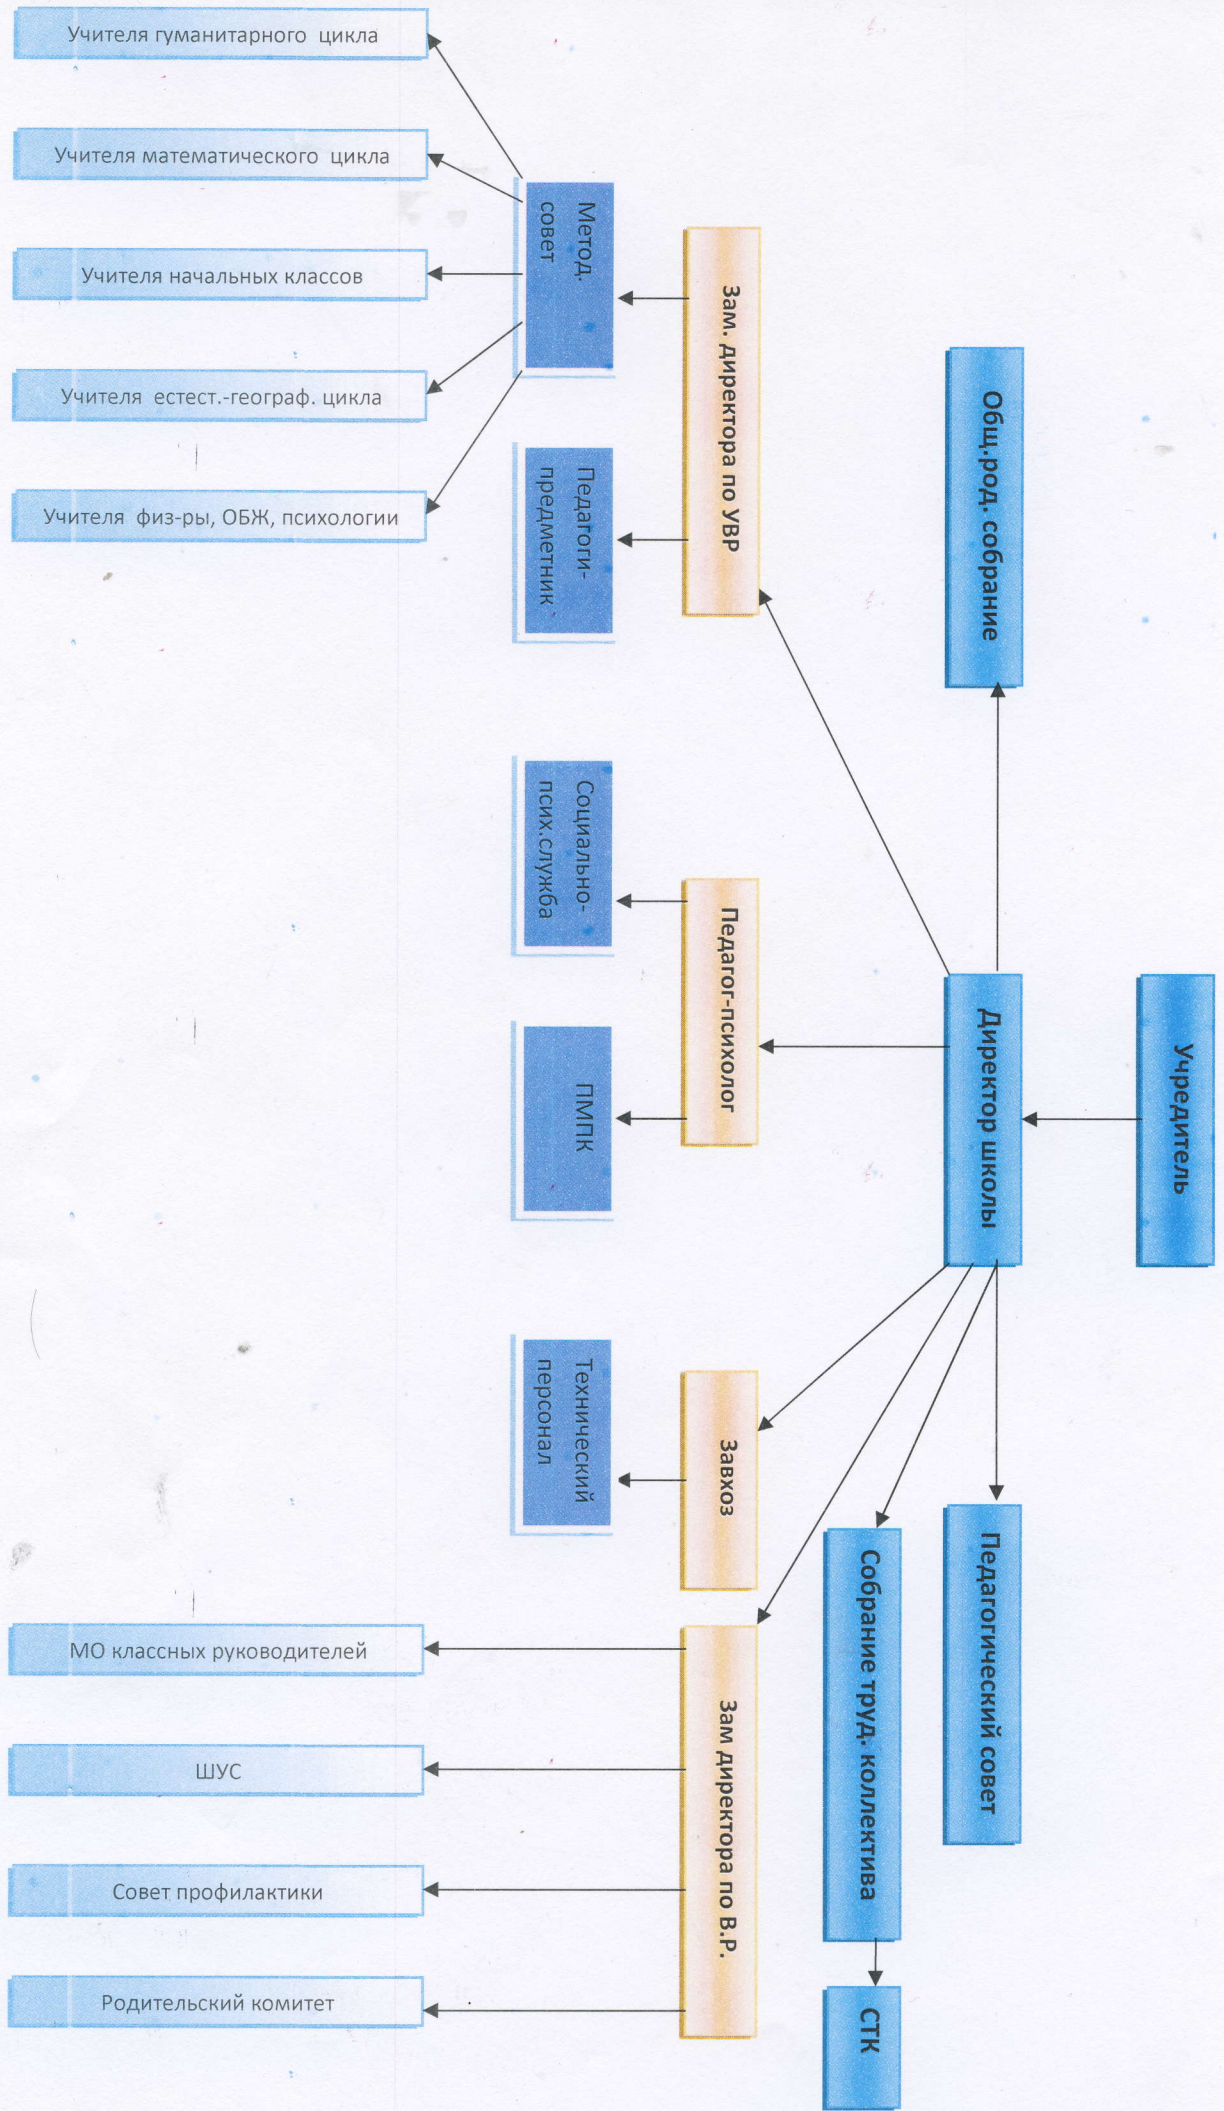 Учредитель
Общ.род. собрание
Директор школы
Педагогический совет
Собрание труд. коллектива
СТК
Зам. директора по УВР
Педагог-психолог
Завхоз
Зам директора по В.Р.
Метод.
совет
Педагоги-
предметник
Социально-
псих.служба
ПМПК
Технический
персонал
Учителя гуманитарного цикла
Учителя математического цикла
Учителя начальных классов
Учителя естест.-географ. цикла
Учителя физ-ры, ОБЖ, психологии
МО классных руководителей
ШУС
Совет профилактики
Родительский комитет